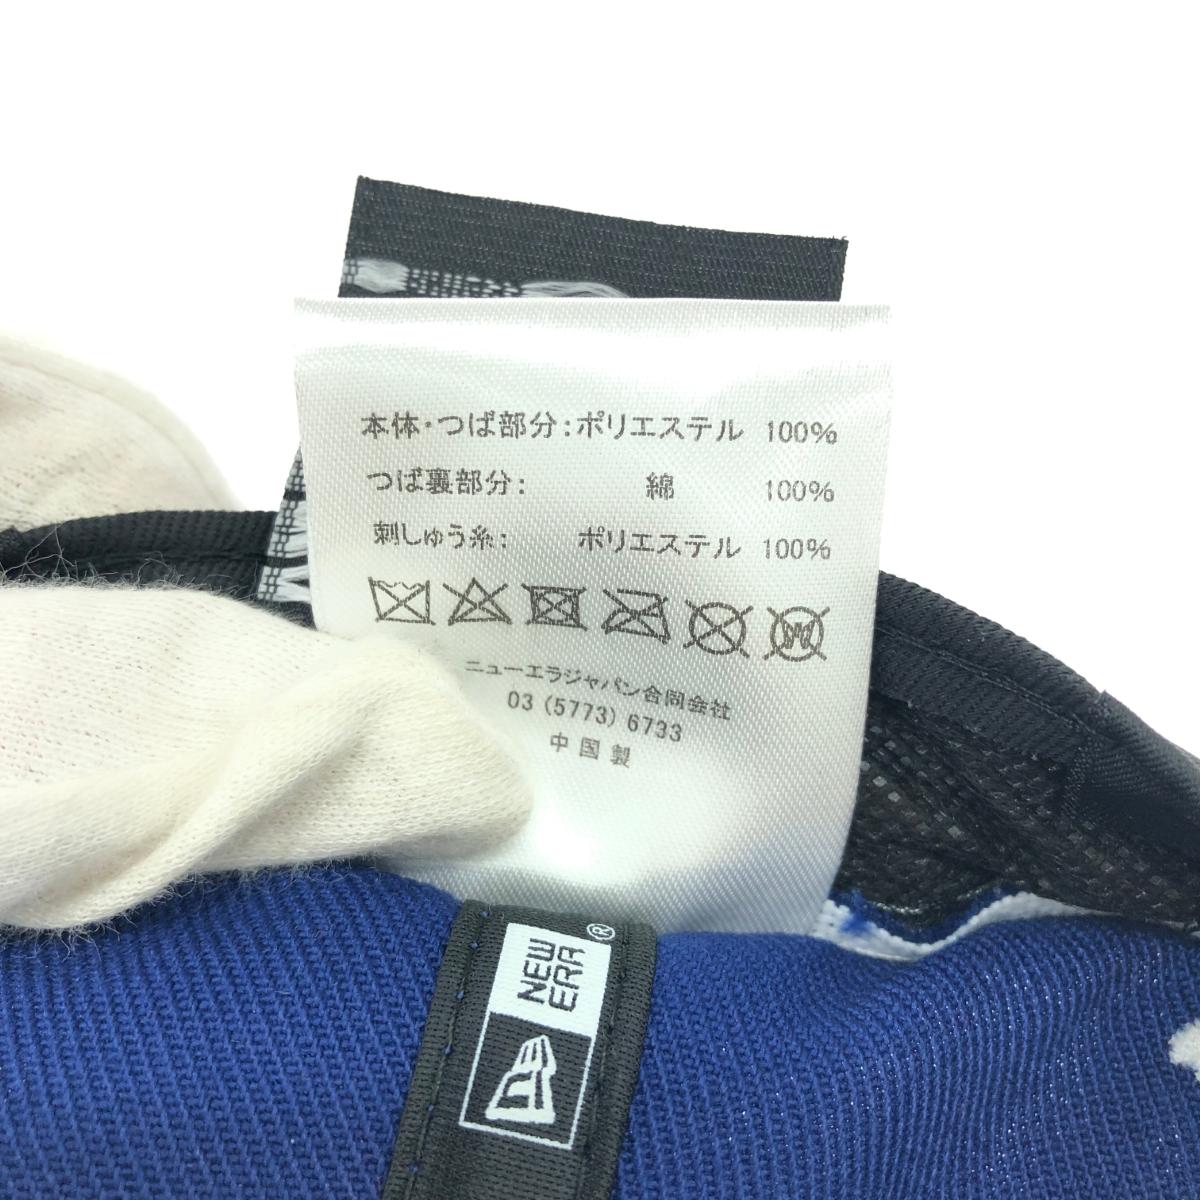 本体・つば部分:ポリエステル 100%
つば裏部分: 綿 100%
刺しゅう糸: ポリエステル 100%
ニューエラジャパン合同会社
03 (5773) 6733
中国製
NEW
ERA®